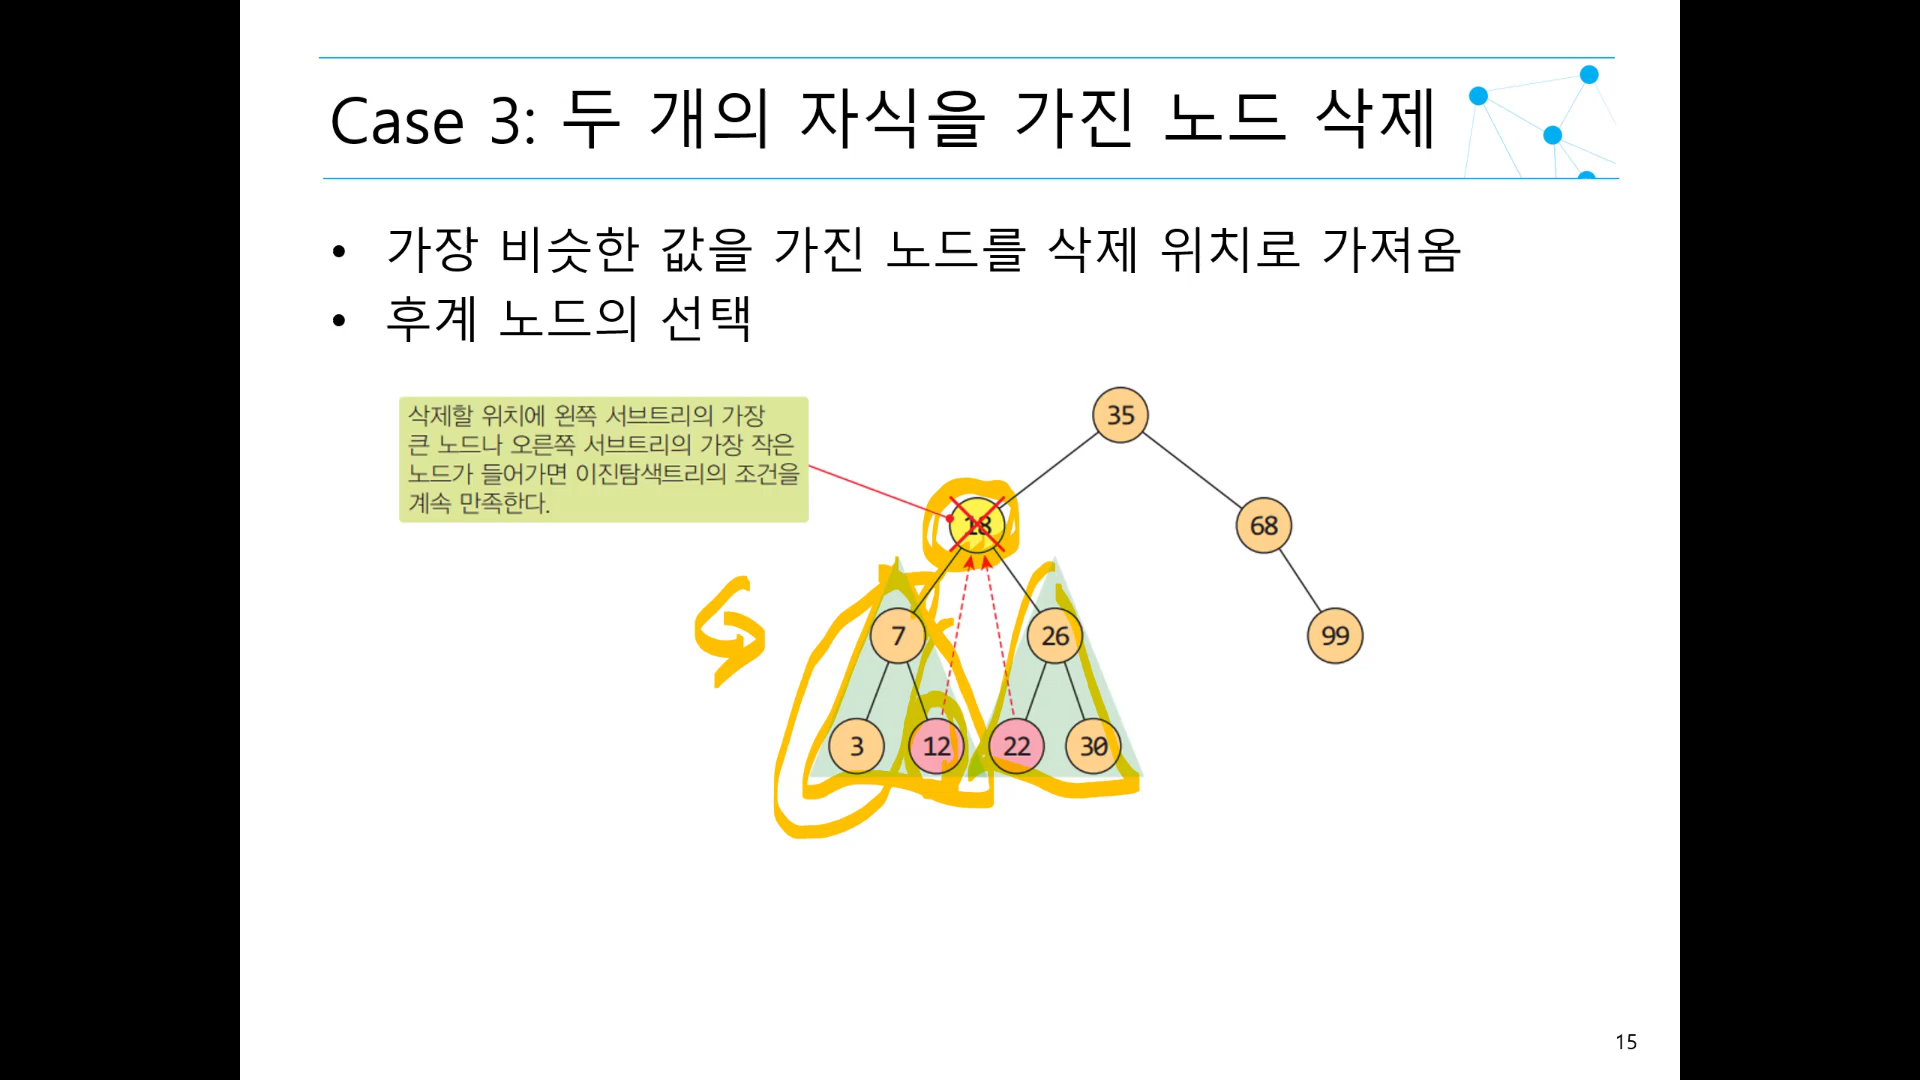 Case 3: 두 개의 자식을 가진 노드 삭제
• 가장 비슷한 값을 가진 노드를 삭제 위치로 가져옴
• 후계 노드의 선택
삭제할 위치에 왼쪽 서브트리의 가장
큰 노드나 오른쪽 서브트리의 가장 작은
노드가 들어가면 이진탐색트리의 조건을
계속 만족한다.
35
18
68
7
26
99
3
12
22
30
15